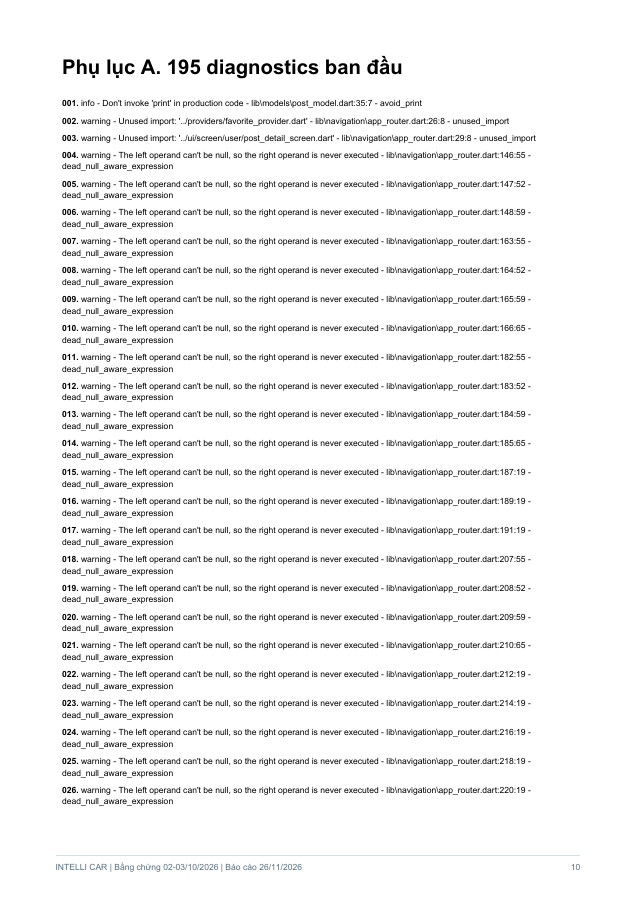 Phụ lục A. 195 diagnostics ban đầu
001. info - Don't invoke 'print' in production code - lib\models\post_model.dart:35:7 - avoid_print
002. warning - Unused import: '../providers/favorite_provider.dart' - lib\navigation\app_router.dart:26:8 - unused_import
003. warning - Unused import: '../ui/screen/user/post_detail_screen.dart' - lib\navigation\app_router.dart:29:8 - unused_import
004. warning - The left operand can't be null, so the right operand is never executed - lib\navigation\app_router.dart:146:55 -
dead_null_aware_expression
005. warning - The left operand can't be null, so the right operand is never executed - lib\navigation\app_router.dart:147:52 -
dead_null_aware_expression
006. warning - The left operand can't be null, so the right operand is never executed - lib\navigation\app_router.dart:148:59 -
dead_null_aware_expression
007. warning - The left operand can't be null, so the right operand is never executed - lib\navigation\app_router.dart:163:55 -
dead_null_aware_expression
008. warning - The left operand can't be null, so the right operand is never executed - lib\navigation\app_router.dart:164:52 -
dead_null_aware_expression
009. warning - The left operand can't be null, so the right operand is never executed - lib\navigation\app_router.dart:165:59 -
dead_null_aware_expression
010. warning - The left operand can't be null, so the right operand is never executed - lib\navigation\app_router.dart:166:65 -
dead_null_aware_expression
011. warning - The left operand can't be null, so the right operand is never executed - lib\navigation\app_router.dart:182:55 -
dead_null_aware_expression
012. warning - The left operand can't be null, so the right operand is never executed - lib\navigation\app_router.dart:183:52 -
dead_null_aware_expression
013. warning - The left operand can't be null, so the right operand is never executed - lib\navigation\app_router.dart:184:59 -
dead_null_aware_expression
014. warning - The left operand can't be null, so the right operand is never executed - lib\navigation\app_router.dart:185:65 -
dead_null_aware_expression
015. warning - The left operand can't be null, so the right operand is never executed - lib\navigation\app_router.dart:187:19 -
dead_null_aware_expression
016. warning - The left operand can't be null, so the right operand is never executed - lib\navigation\app_router.dart:189:19 -
dead_null_aware_expression
017. warning - The left operand can't be null, so the right operand is never executed - lib\navigation\app_router.dart:191:19 -
dead_null_aware_expression
018. warning - The left operand can't be null, so the right operand is never executed - lib\navigation\app_router.dart:207:55 -
dead_null_aware_expression
019. warning - The left operand can't be null, so the right operand is never executed - lib\navigation\app_router.dart:208:52 -
dead_null_aware_expression
020. warning - The left operand can't be null, so the right operand is never executed - lib\navigation\app_router.dart:209:59 -
dead_null_aware_expression
021. warning - The left operand can't be null, so the right operand is never executed - lib\navigation\app_router.dart:210:65 -
dead_null_aware_expression
022. warning - The left operand can't be null, so the right operand is never executed - lib\navigation\app_router.dart:212:19 -
dead_null_aware_expression
023. warning - The left operand can't be null, so the right operand is never executed - lib\navigation\app_router.dart:214:19 -
dead_null_aware_expression
024. warning - The left operand can't be null, so the right operand is never executed - lib\navigation\app_router.dart:216:19 -
dead_null_aware_expression
025. warning - The left operand can't be null, so the right operand is never executed - lib\navigation\app_router.dart:218:19 -
dead_null_aware_expression
026. warning - The left operand can't be null, so the right operand is never executed - lib\navigation\app_router.dart:220:19 -
dead_null_aware_expression
INTELLI CAR | Bằng chứng 02-03/10/2026 | Báo cáo 26/11/2026 10